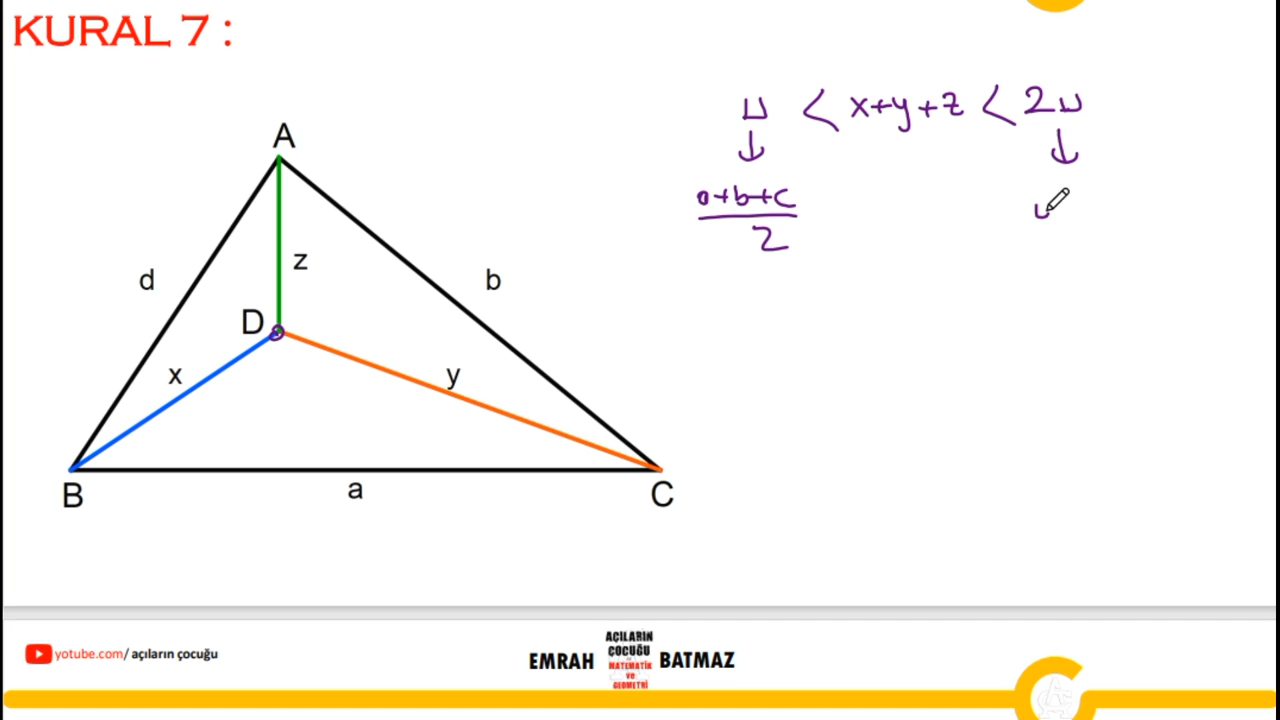 KURAL 7 :
u < x+y+z < 2u
↓ ↓
a+b+c
2
A
d
z
b
D
x
y
B
a
C
yotube.com/ açıların çocuğu
EMRAH
AÇILARIN
ÇOCUĞU
MATEMATİK
ve
GEOMETRİ
BATMAZ